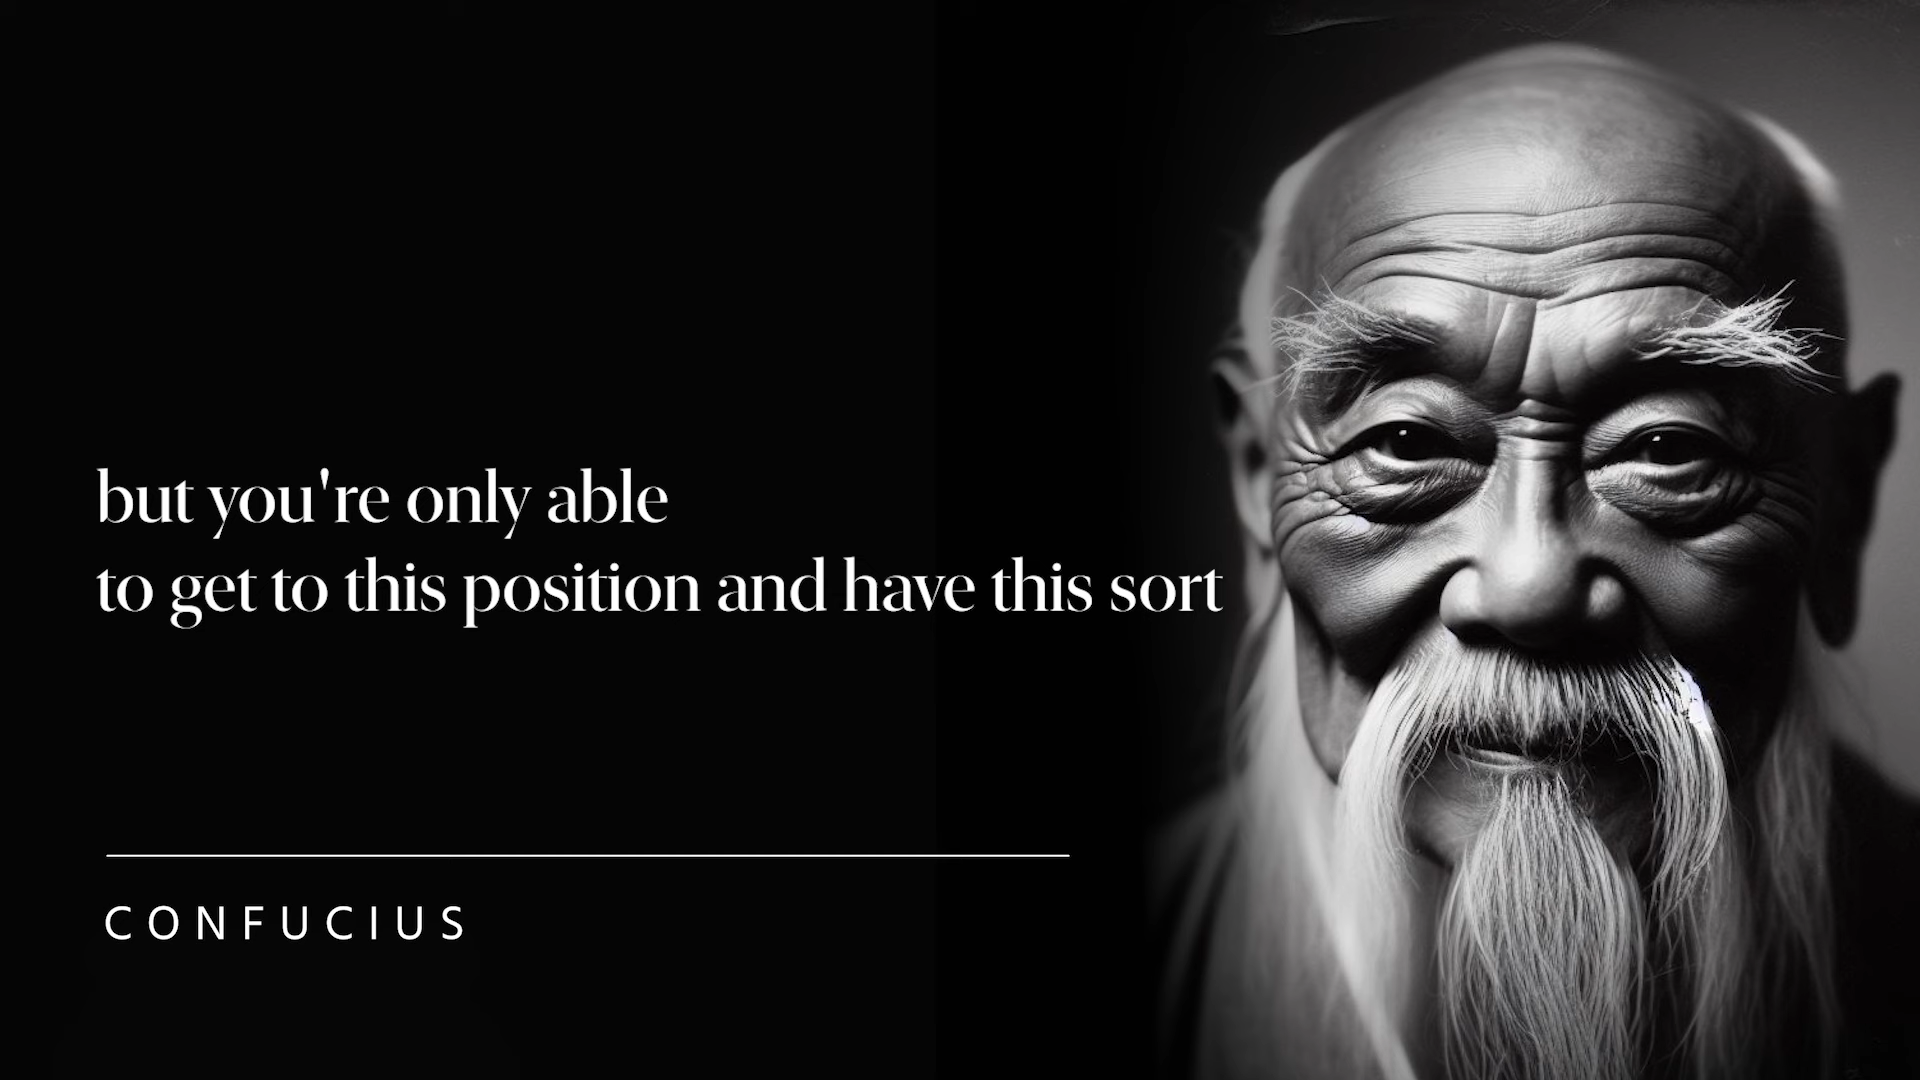 but you're only able
to get to this position and have this sort
CONFUCIUS